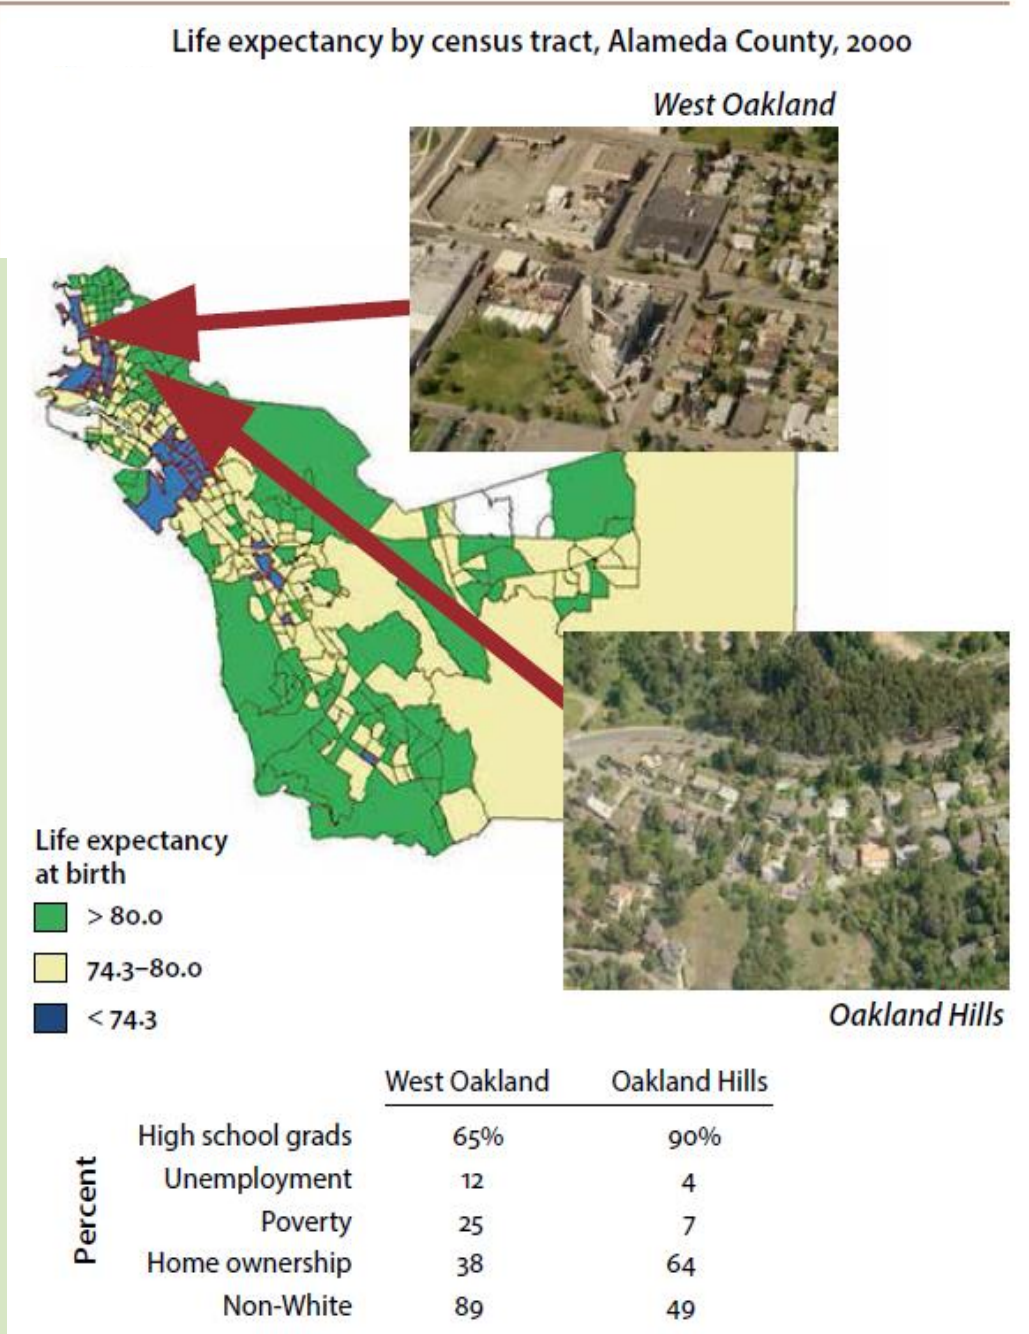 Life expectancy by census tract, Alameda County, 2000
West Oakland
Life expectancy
at birth
> 80.0
74.3–80.0
< 74.3
Oakland Hills
West Oakland Oakland Hills
Percent
High school grads 65% 90%
Unemployment 12 4
Poverty 25 7
Home ownership 38 64
Non-White 89 49